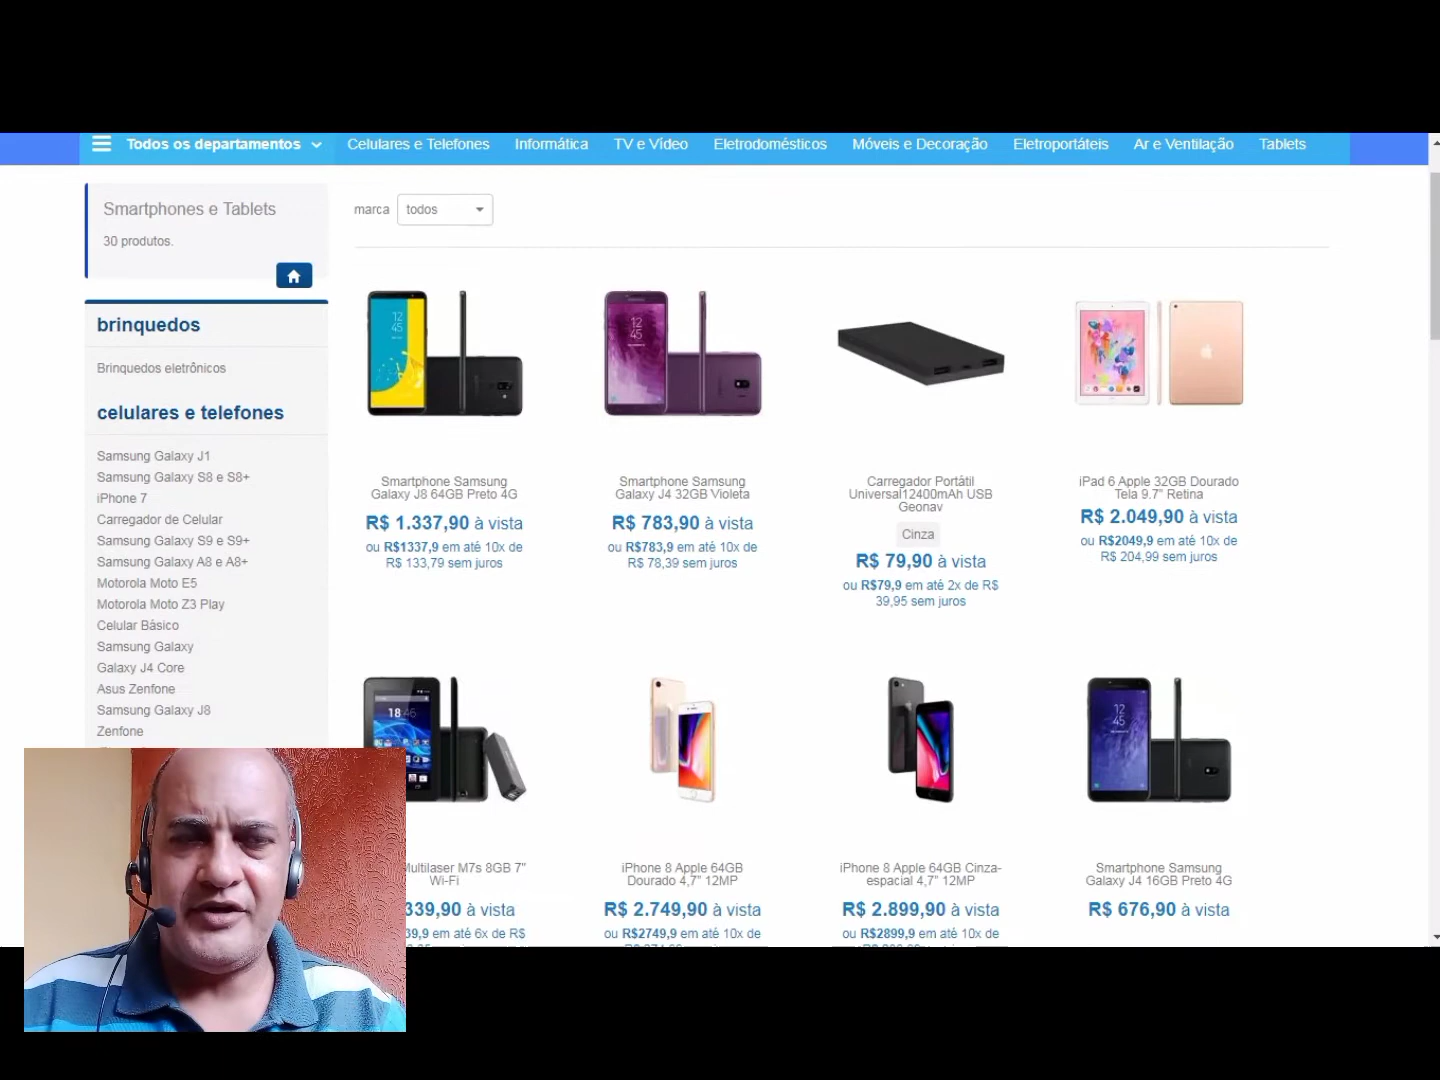 Todos os departamentos
Celulares e Telefones
Informática
TV e Vídeo
Eletrodomésticos
Móveis e Decoração
Eletroportáteis
Ar e Ventilação
Tablets
Smartphones e Tablets
30 produtos.
marca
todos
brinquedos
Brinquedos eletrônicos
celulares e telefones
Samsung Galaxy J1
Samsung Galaxy S8 e S8+
iPhone 7
Carregador de Celular
Samsung Galaxy S9 e S9+
Samsung Galaxy A8 e A8+
Motorola Moto E5
Motorola Moto Z3 Play
Celular Básico
Samsung Galaxy
Galaxy J4 Core
Asus Zenfone
Samsung Galaxy J8
Zenfone
Smartphone Samsung
Galaxy J8 64GB Preto 4G
R$ 1.337,90 à vista
ou R$1337,9 em até 10x de
R$ 133,79 sem juros
Smartphone Samsung
Galaxy J4 32GB Violeta
R$ 783,90 à vista
ou R$783,9 em até 10x de
R$ 78,39 sem juros
Carregador Portátil
Universal12400mAh USB
Geonav
Cinza
R$ 79,90 à vista
ou R$79,9 em até 2x de R$
39,95 sem juros
iPad 6 Apple 32GB Dourado
Tela 9.7" Retina
R$ 2.049,90 à vista
ou R$2049,9 em até 10x de
R$ 204,99 sem juros
Multilaser M7s 8GB 7"
Wi-Fi
339,90 à vista
39,9 em até 6x de R$
iPhone 8 Apple 64GB
Dourado 4,7" 12MP
R$ 2.749,90 à vista
ou R$2749,9 em até 10x de
iPhone 8 Apple 64GB Cinza-
espacial 4,7" 12MP
R$ 2.899,90 à vista
ou R$2899,9 em até 10x de
Smartphone Samsung
Galaxy J4 16GB Preto 4G
R$ 676,90 à vista